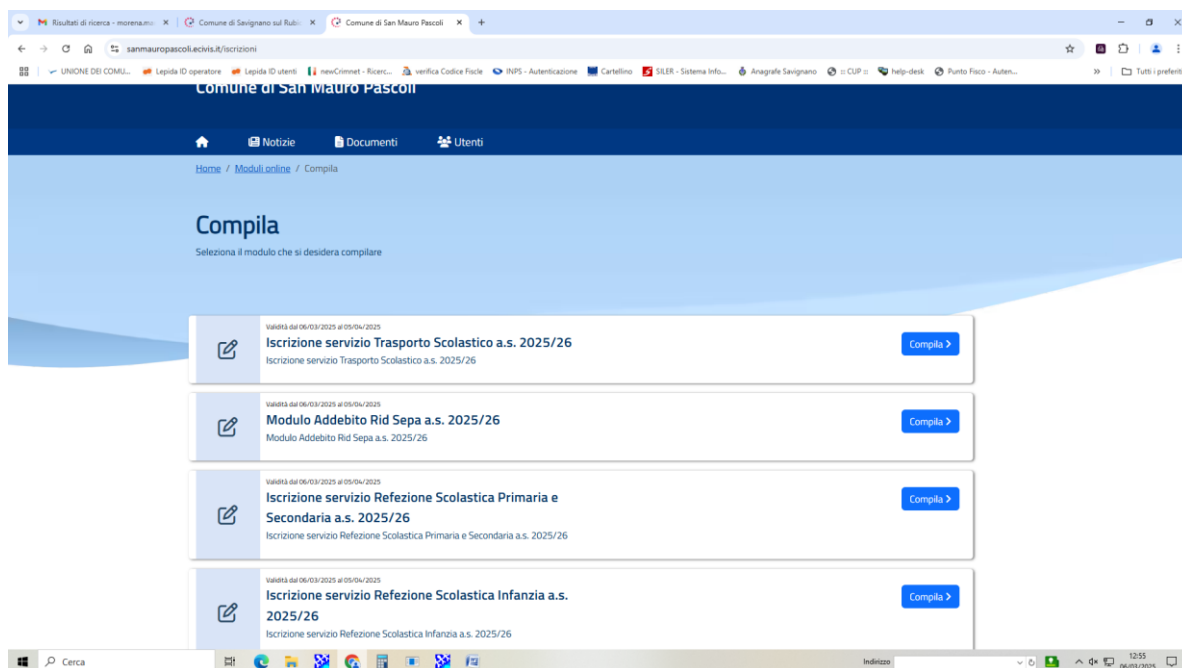 Risultati di ricerca - morena.ma
Comune di Savignano sul Rubic
Comune di San Mauro Pascoli
sanmauropascoli.ecivis.it/iscrizioni
UNIONE DEI COMU... Lepida ID operatore Lepida ID utenti newCrimnet - Ricerc... verifica Codice Fiscle INPS - Autenticazione Cartellino SILER - Sistema Info... Anagrafe Savignano :: CUP :: help-desk Punto Fisco - Auten... » Tutti i preferiti
Comune di San Mauro Pascoli
Notizie Documenti Utenti
Home / Moduli online / Compila
Compila
Seleziona il modulo che si desidera compilare
Validità dal 06/03/2025 al 05/04/2025
Iscrizione servizio Trasporto Scolastico a.s. 2025/26
Iscrizione servizio Trasporto Scolastico a.s. 2025/26
Compila >
Validità dal 06/03/2025 al 05/04/2025
Modulo Addebito Rid Sepa a.s. 2025/26
Modulo Addebito Rid Sepa a.s. 2025/26
Compila >
Validità dal 06/03/2025 al 05/04/2025
Iscrizione servizio Refezione Scolastica Primaria e
Secondaria a.s. 2025/26
Iscrizione servizio Refezione Scolastica Primaria e Secondaria a.s. 2025/26
Compila >
Validità dal 06/03/2025 al 05/04/2025
Iscrizione servizio Refezione Scolastica Infanzia a.s.
2025/26
Iscrizione servizio Refezione Scolastica Infanzia a.s. 2025/26
Compila >
Cerca
Indirizzo
12:55
06/03/2025